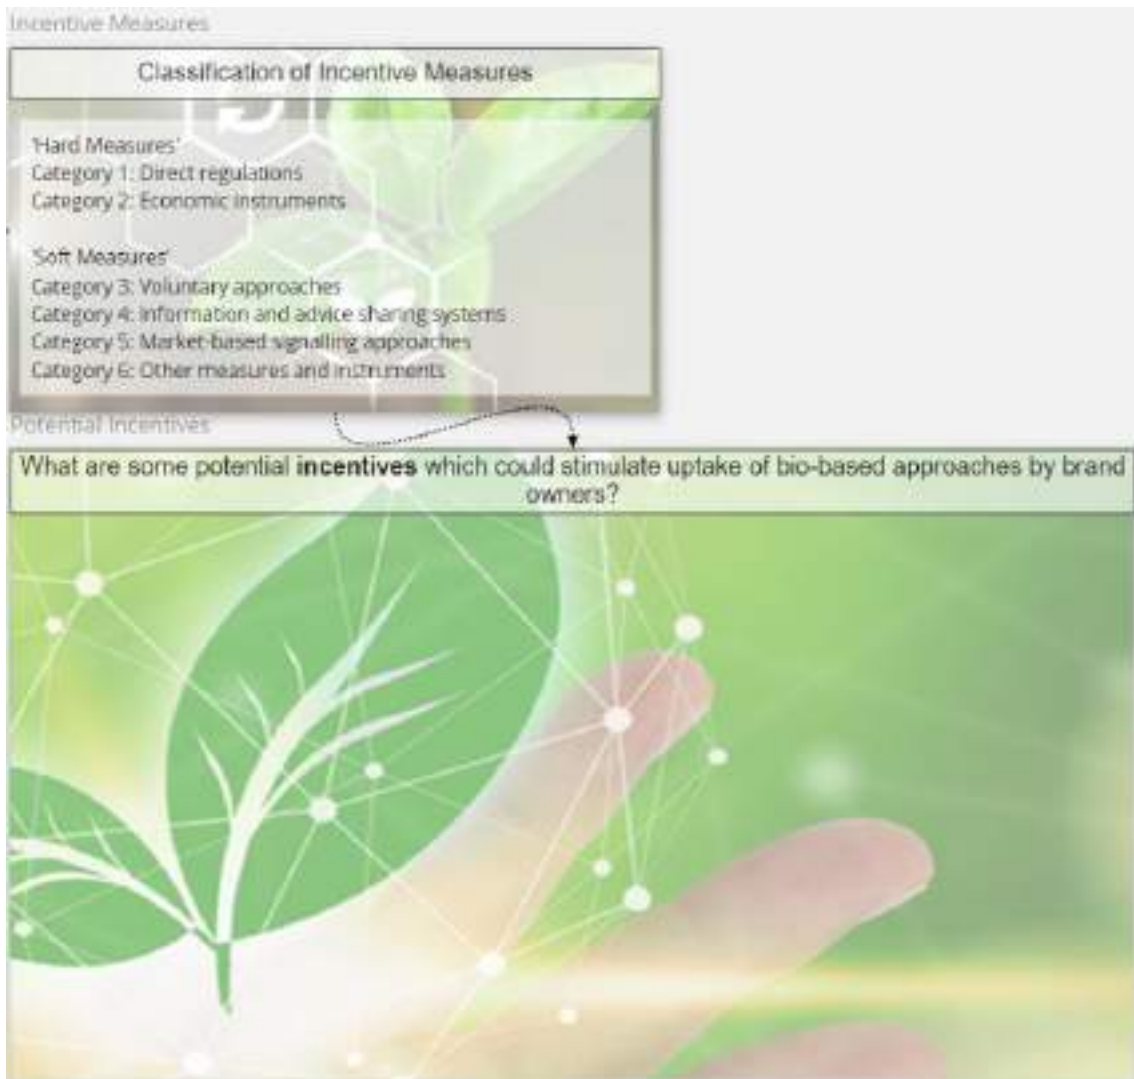 Incentive Measures
Classification of Incentive Measures
'Hard Measures'
Category 1: Direct regulations
Category 2: Economic instruments
'Soft Measures'
Category 3: Voluntary approaches
Category 4: Information and advice sharing systems
Category 5: Market-based signalling approaches
Category 6: Other measures and instruments
Potential Incentives
What are some potential incentives which could stimulate uptake of bio-based approaches by brand
owners?